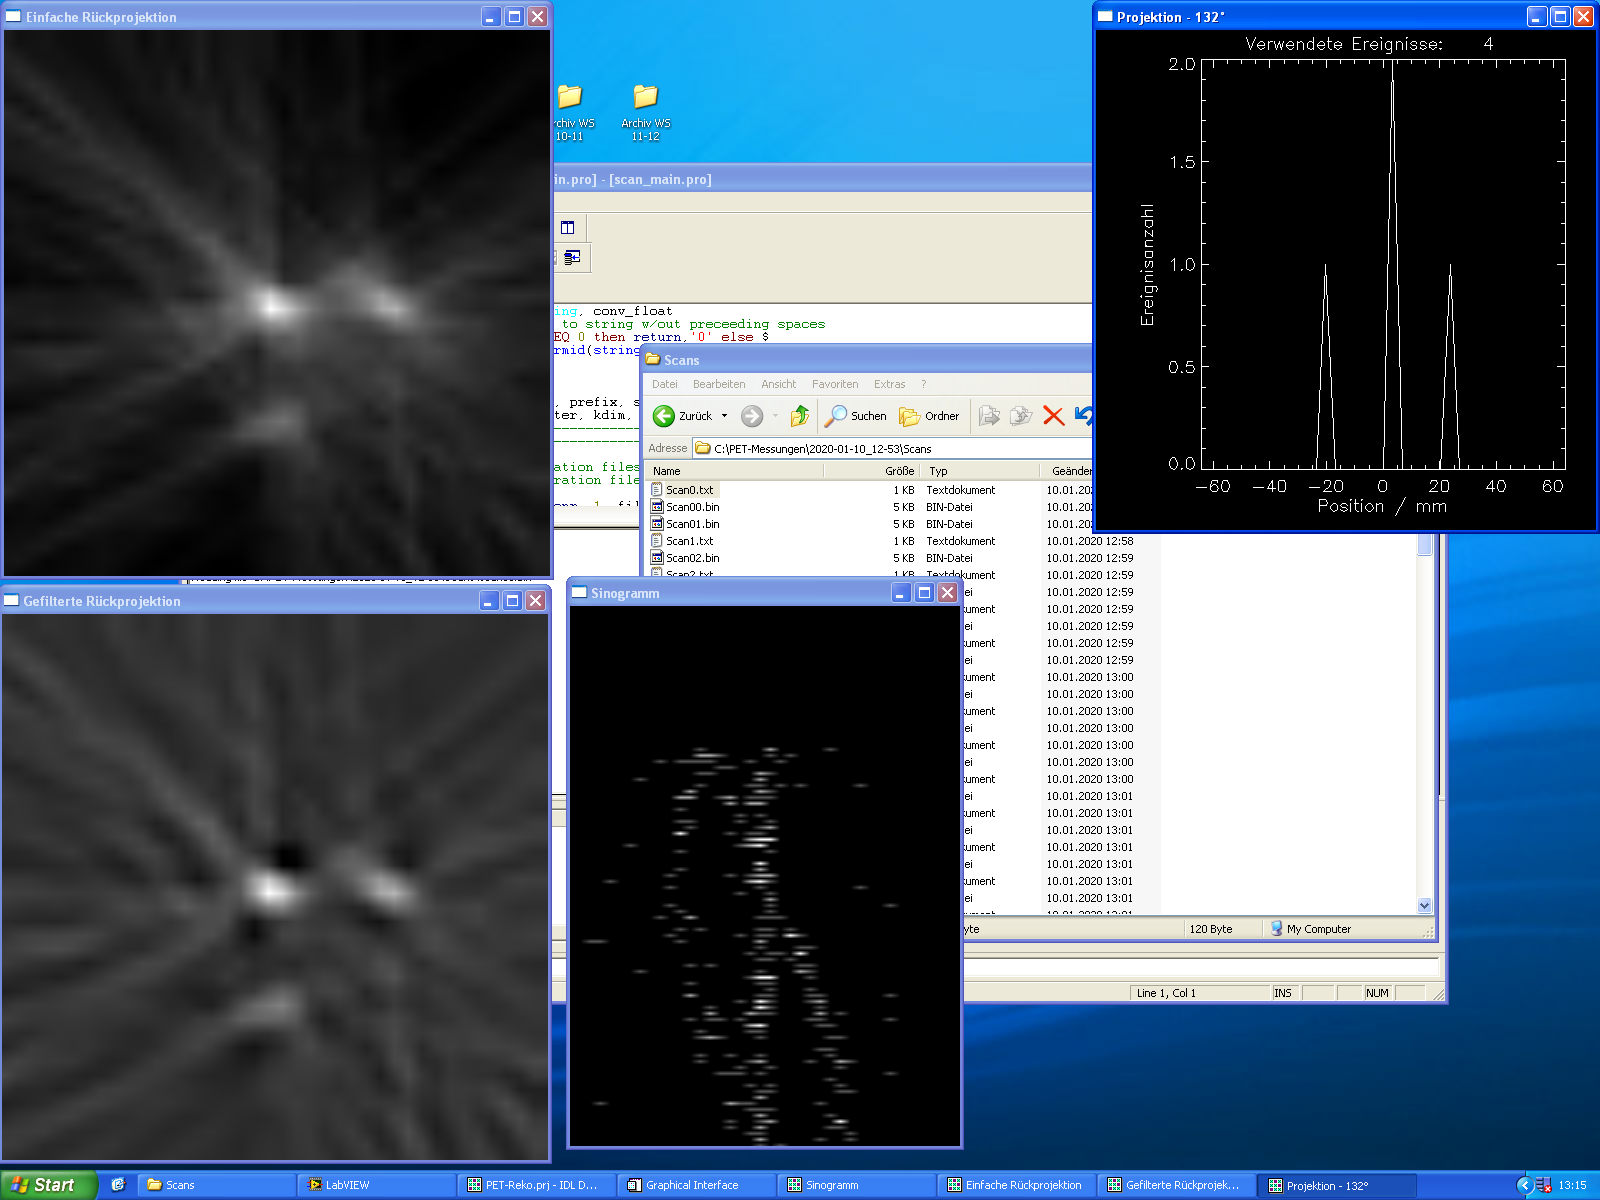 Einfache Rückprojektion
Projektion - 132°
Verwendete Ereignisse: 4
2.0
1.5
1.0
0.5
0.0
Ereignisanzahl
−60 −40 −20 0 20 40 60
Position / mm
rchiv WS
10-11
Archiv WS
11-12
in.pro] - [scan_main.pro]
ing, conv_float
to string w/out preceeding spaces
EQ 0 then return,'0' else $
rmid(string
, prefix, s
ter, kdim,
ation files
ration file
Scans
Datei Bearbeiten Ansicht Favoriten Extras ?
Zurück Suchen Ordner
Adresse C:\PET-Messungen\2020-01-10_12-53\Scans
Name Größe Typ Geänder
Scan0.txt 1 KB Textdokument 10.01.202
Scan00.bin 5 KB BIN-Datei 10.01.202
Scan01.bin 5 KB BIN-Datei 10.01.202
Scan1.txt 1 KB Textdokument 10.01.2020 12:58
Scan02.bin 5 KB BIN-Datei 10.01.2020 12:59
Scan2.txt 1 KB Textdokument 10.01.2020 12:59
ei 10.01.2020 12:59
ument 10.01.2020 12:59
ei 10.01.2020 12:59
ument 10.01.2020 12:59
ei 10.01.2020 12:59
ument 10.01.2020 13:00
ei 10.01.2020 13:00
ument 10.01.2020 13:00
ei 10.01.2020 13:00
ument 10.01.2020 13:00
ei 10.01.2020 13:00
ument 10.01.2020 13:00
ei 10.01.2020 13:01
ument 10.01.2020 13:01
ei 10.01.2020 13:01
ument 10.01.2020 13:01
ei 10.01.2020 13:01
ument 10.01.2020 13:01
ei 10.01.2020 13:01
yte 120 Byte My Computer
Line 1, Col 1 INS NUM
Gefilterte Rückprojektion
Sinogramm
Start Scans LabVIEW PET-Reko.prj - IDL D... Graphical Interface Sinogramm Einfache Rückprojektion Gefilterte Rückprojek... Projektion - 132° 13:15